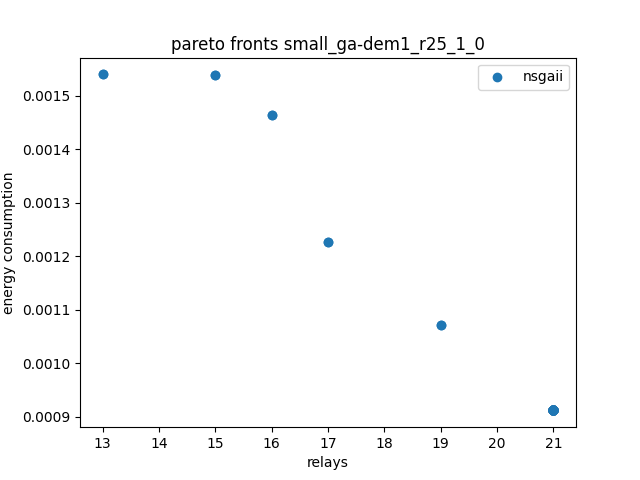 pareto fronts small_ga-dem1_r25_1_0
nsgaii
0.0015
0.0014
0.0013
0.0012
0.0011
0.0010
0.0009
energy consumption
13 14 15 16 17 18 19 20 21
relays